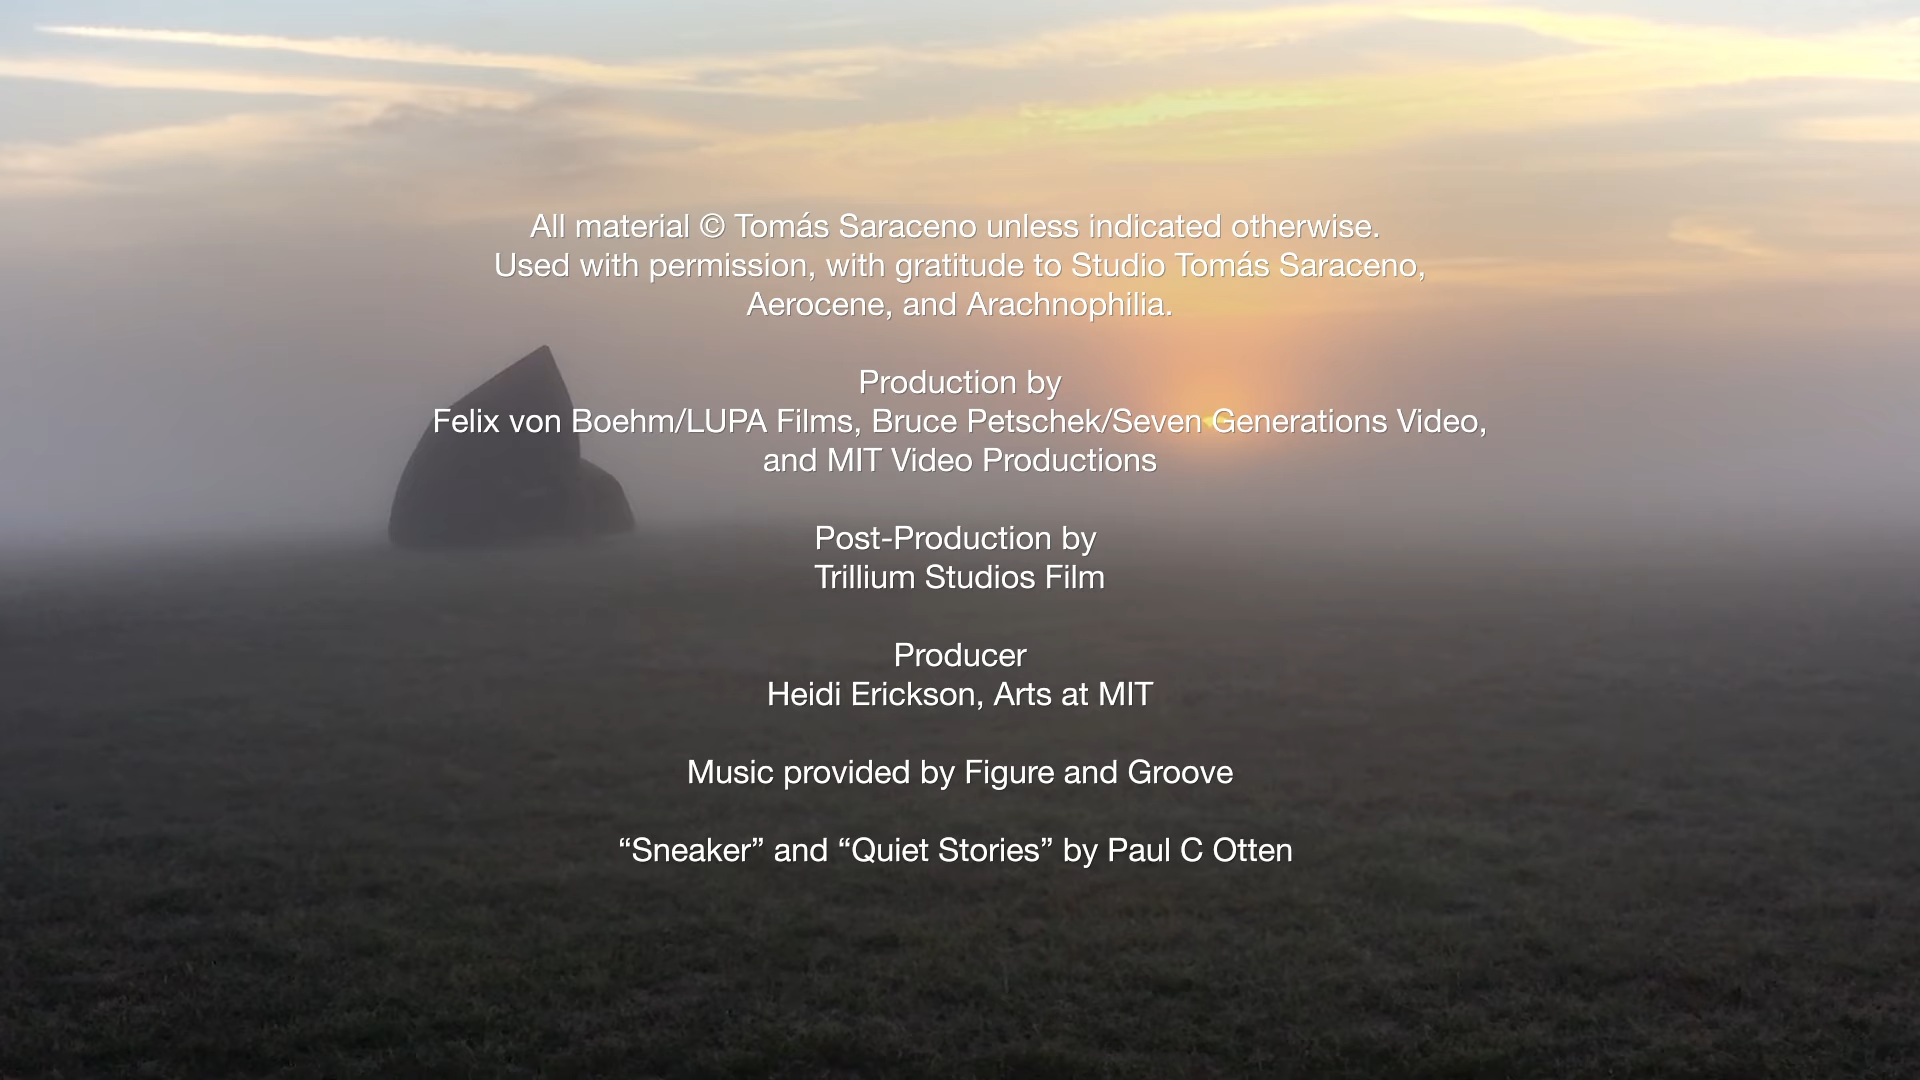 All material © Tomás Saraceno unless indicated otherwise.
Used with permission, with gratitude to Studio Tomás Saraceno,
Aerocene, and Arachnophilia.
Production by
Felix von Boehm/LUPA Films, Bruce Petschek/Seven Generations Video,
and MIT Video Productions
Post-Production by
Trillium Studios Film
Producer
Heidi Erickson, Arts at MIT
Music provided by Figure and Groove
“Sneaker” and “Quiet Stories” by Paul C Otten